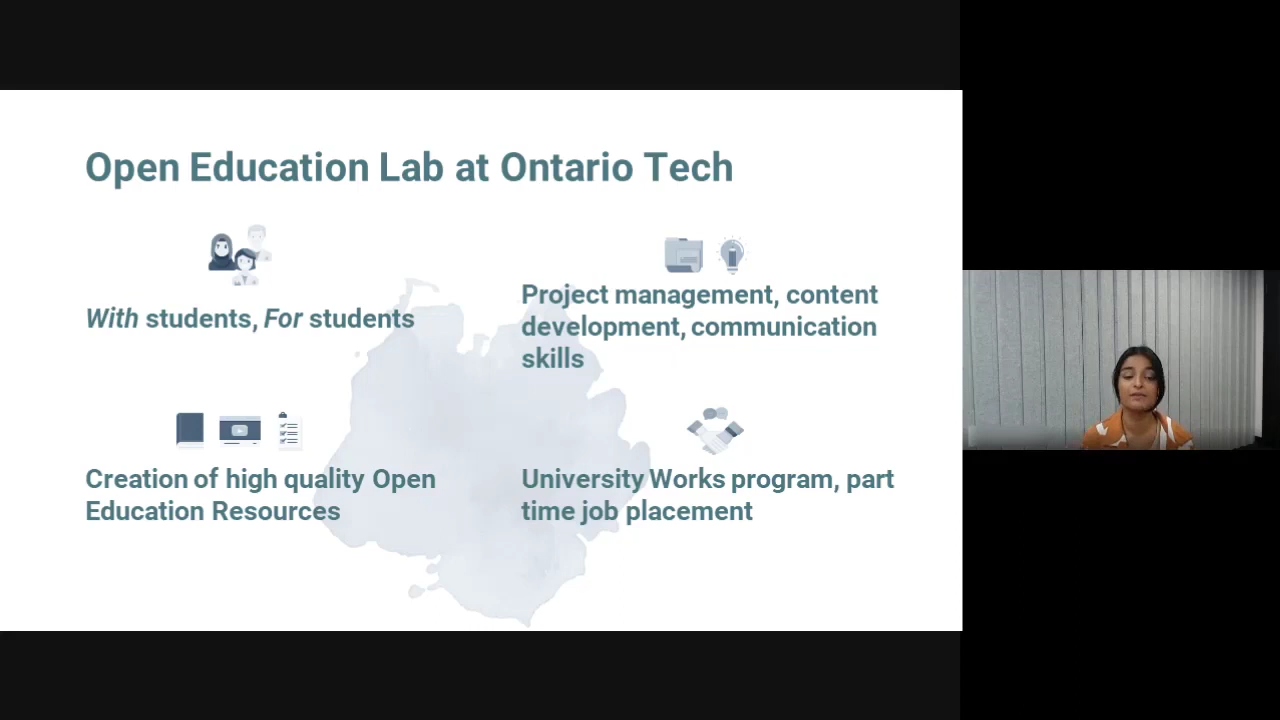 Open Education Lab at Ontario Tech
With students, For students
Project management, content
development, communication
skills
Creation of high quality Open
Education Resources
University Works program, part
time job placement